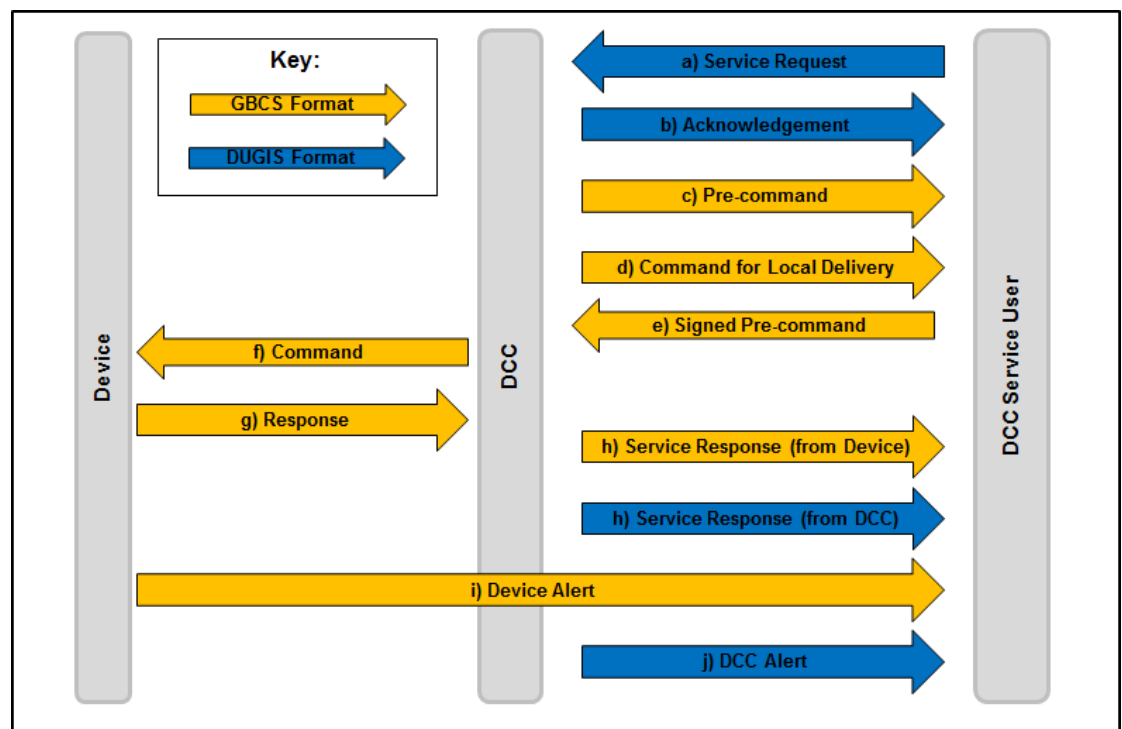 Key:
GBCS Format
DUGIS Format
a) Service Request
b) Acknowledgement
c) Pre-command
d) Command for Local Delivery
e) Signed Pre-command
f) Command
g) Response
h) Service Response (from Device)
h) Service Response (from DCC)
i) Device Alert
j) DCC Alert
Device
DCC
DCC Service User